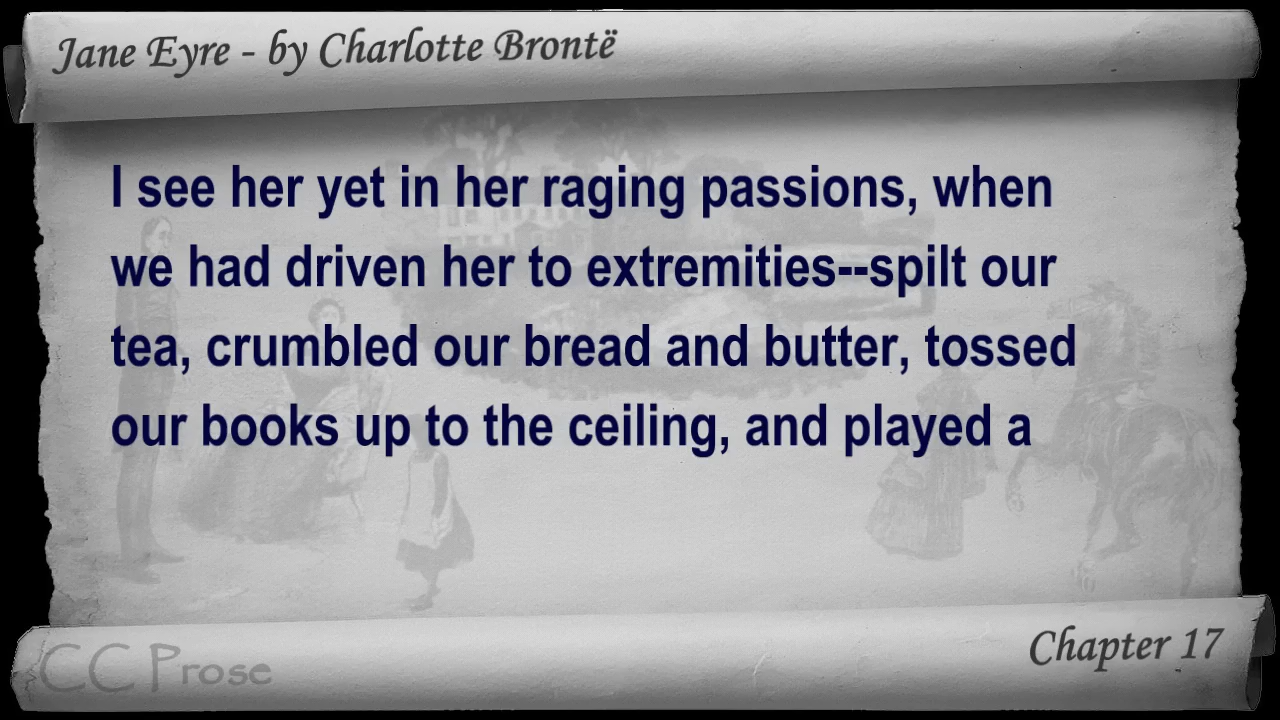 Jane Eyre - by Charlotte Brontë
I see her yet in her raging passions, when
we had driven her to extremities--spilt our
tea, crumbled our bread and butter, tossed
our books up to the ceiling, and played a
Chapter 17
CC Prose